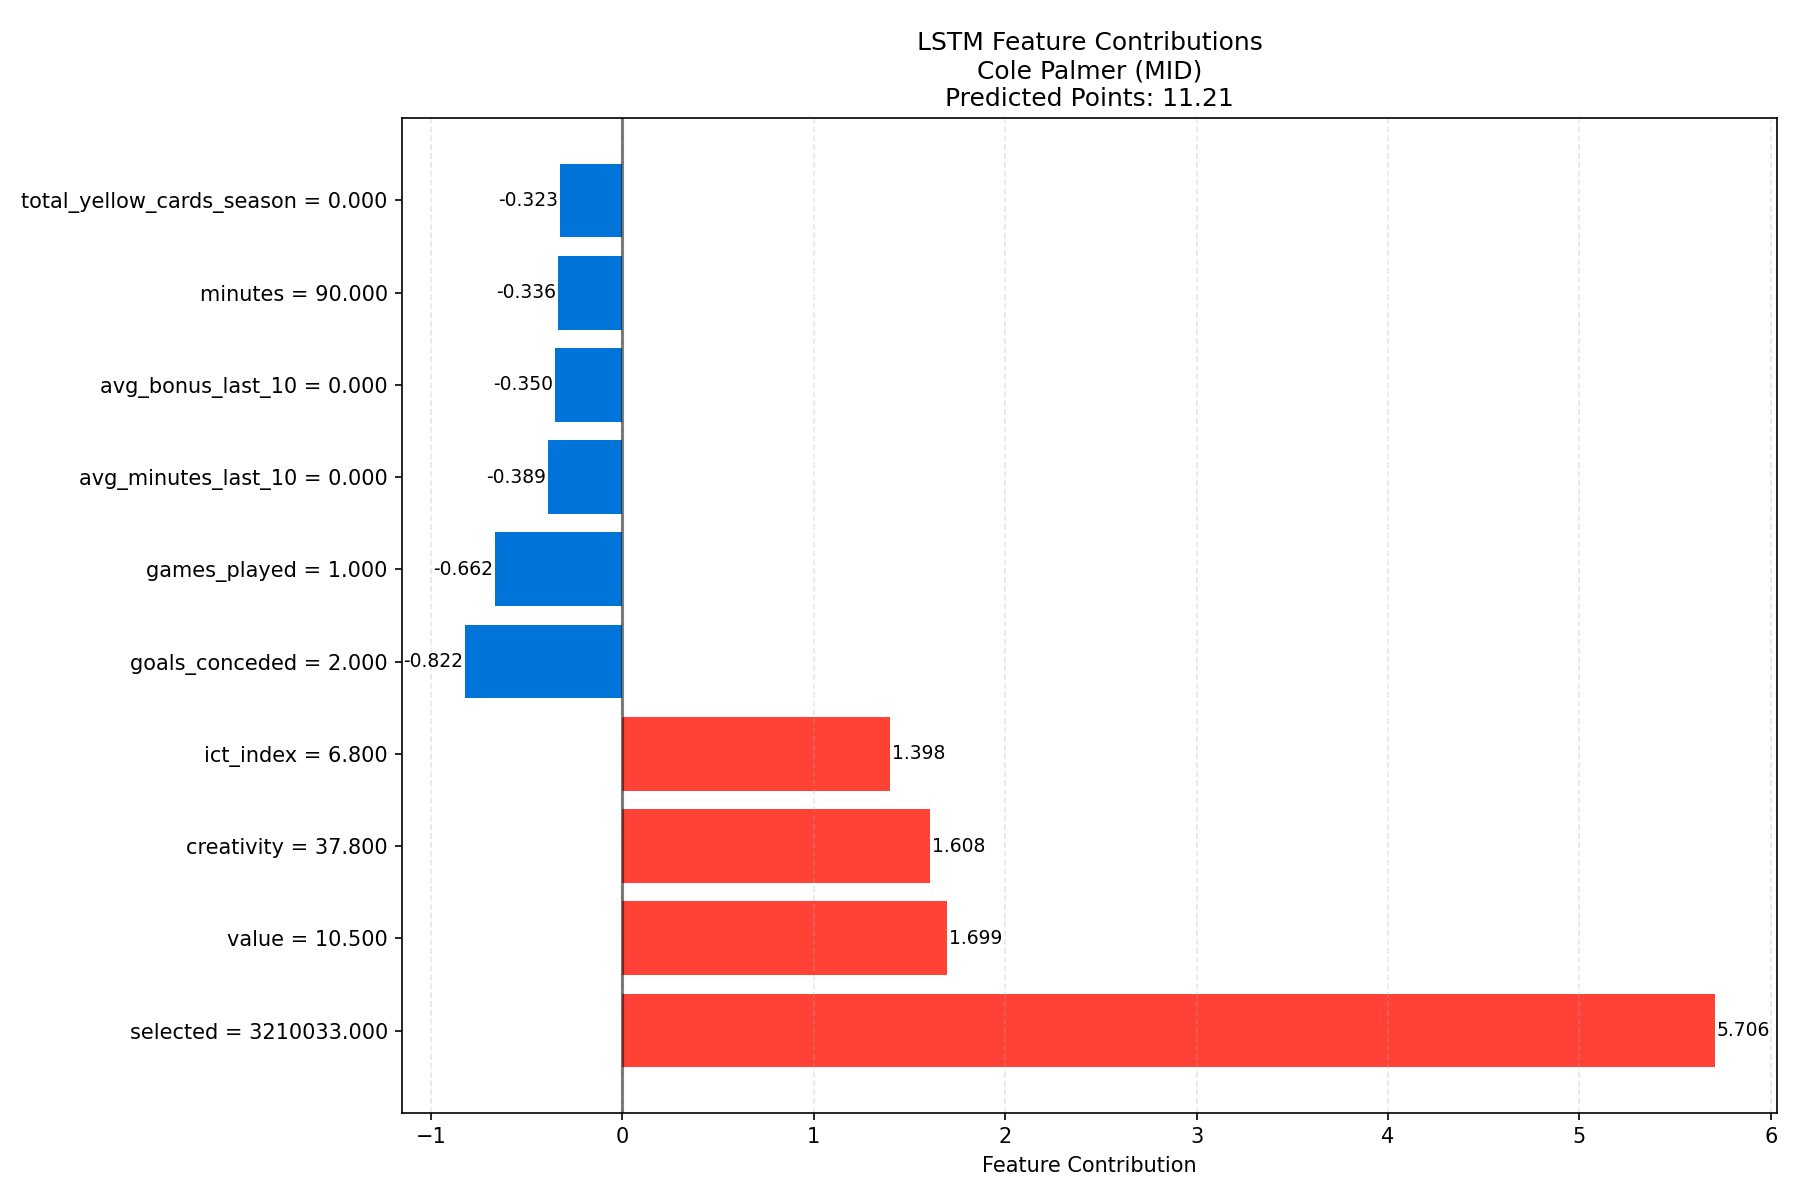 LSTM Feature Contributions
Cole Palmer (MID)
Predicted Points: 11.21
total_yellow_cards_season = 0.000
-0.323
minutes = 90.000
-0.336
avg_bonus_last_10 = 0.000
-0.350
avg_minutes_last_10 = 0.000
-0.389
games_played = 1.000
-0.662
goals_conceded = 2.000
-0.822
ict_index = 6.800
1.398
creativity = 37.800
1.608
value = 10.500
1.699
selected = 3210033.000
5.706
−1 0 1 2 3 4 5 6
Feature Contribution